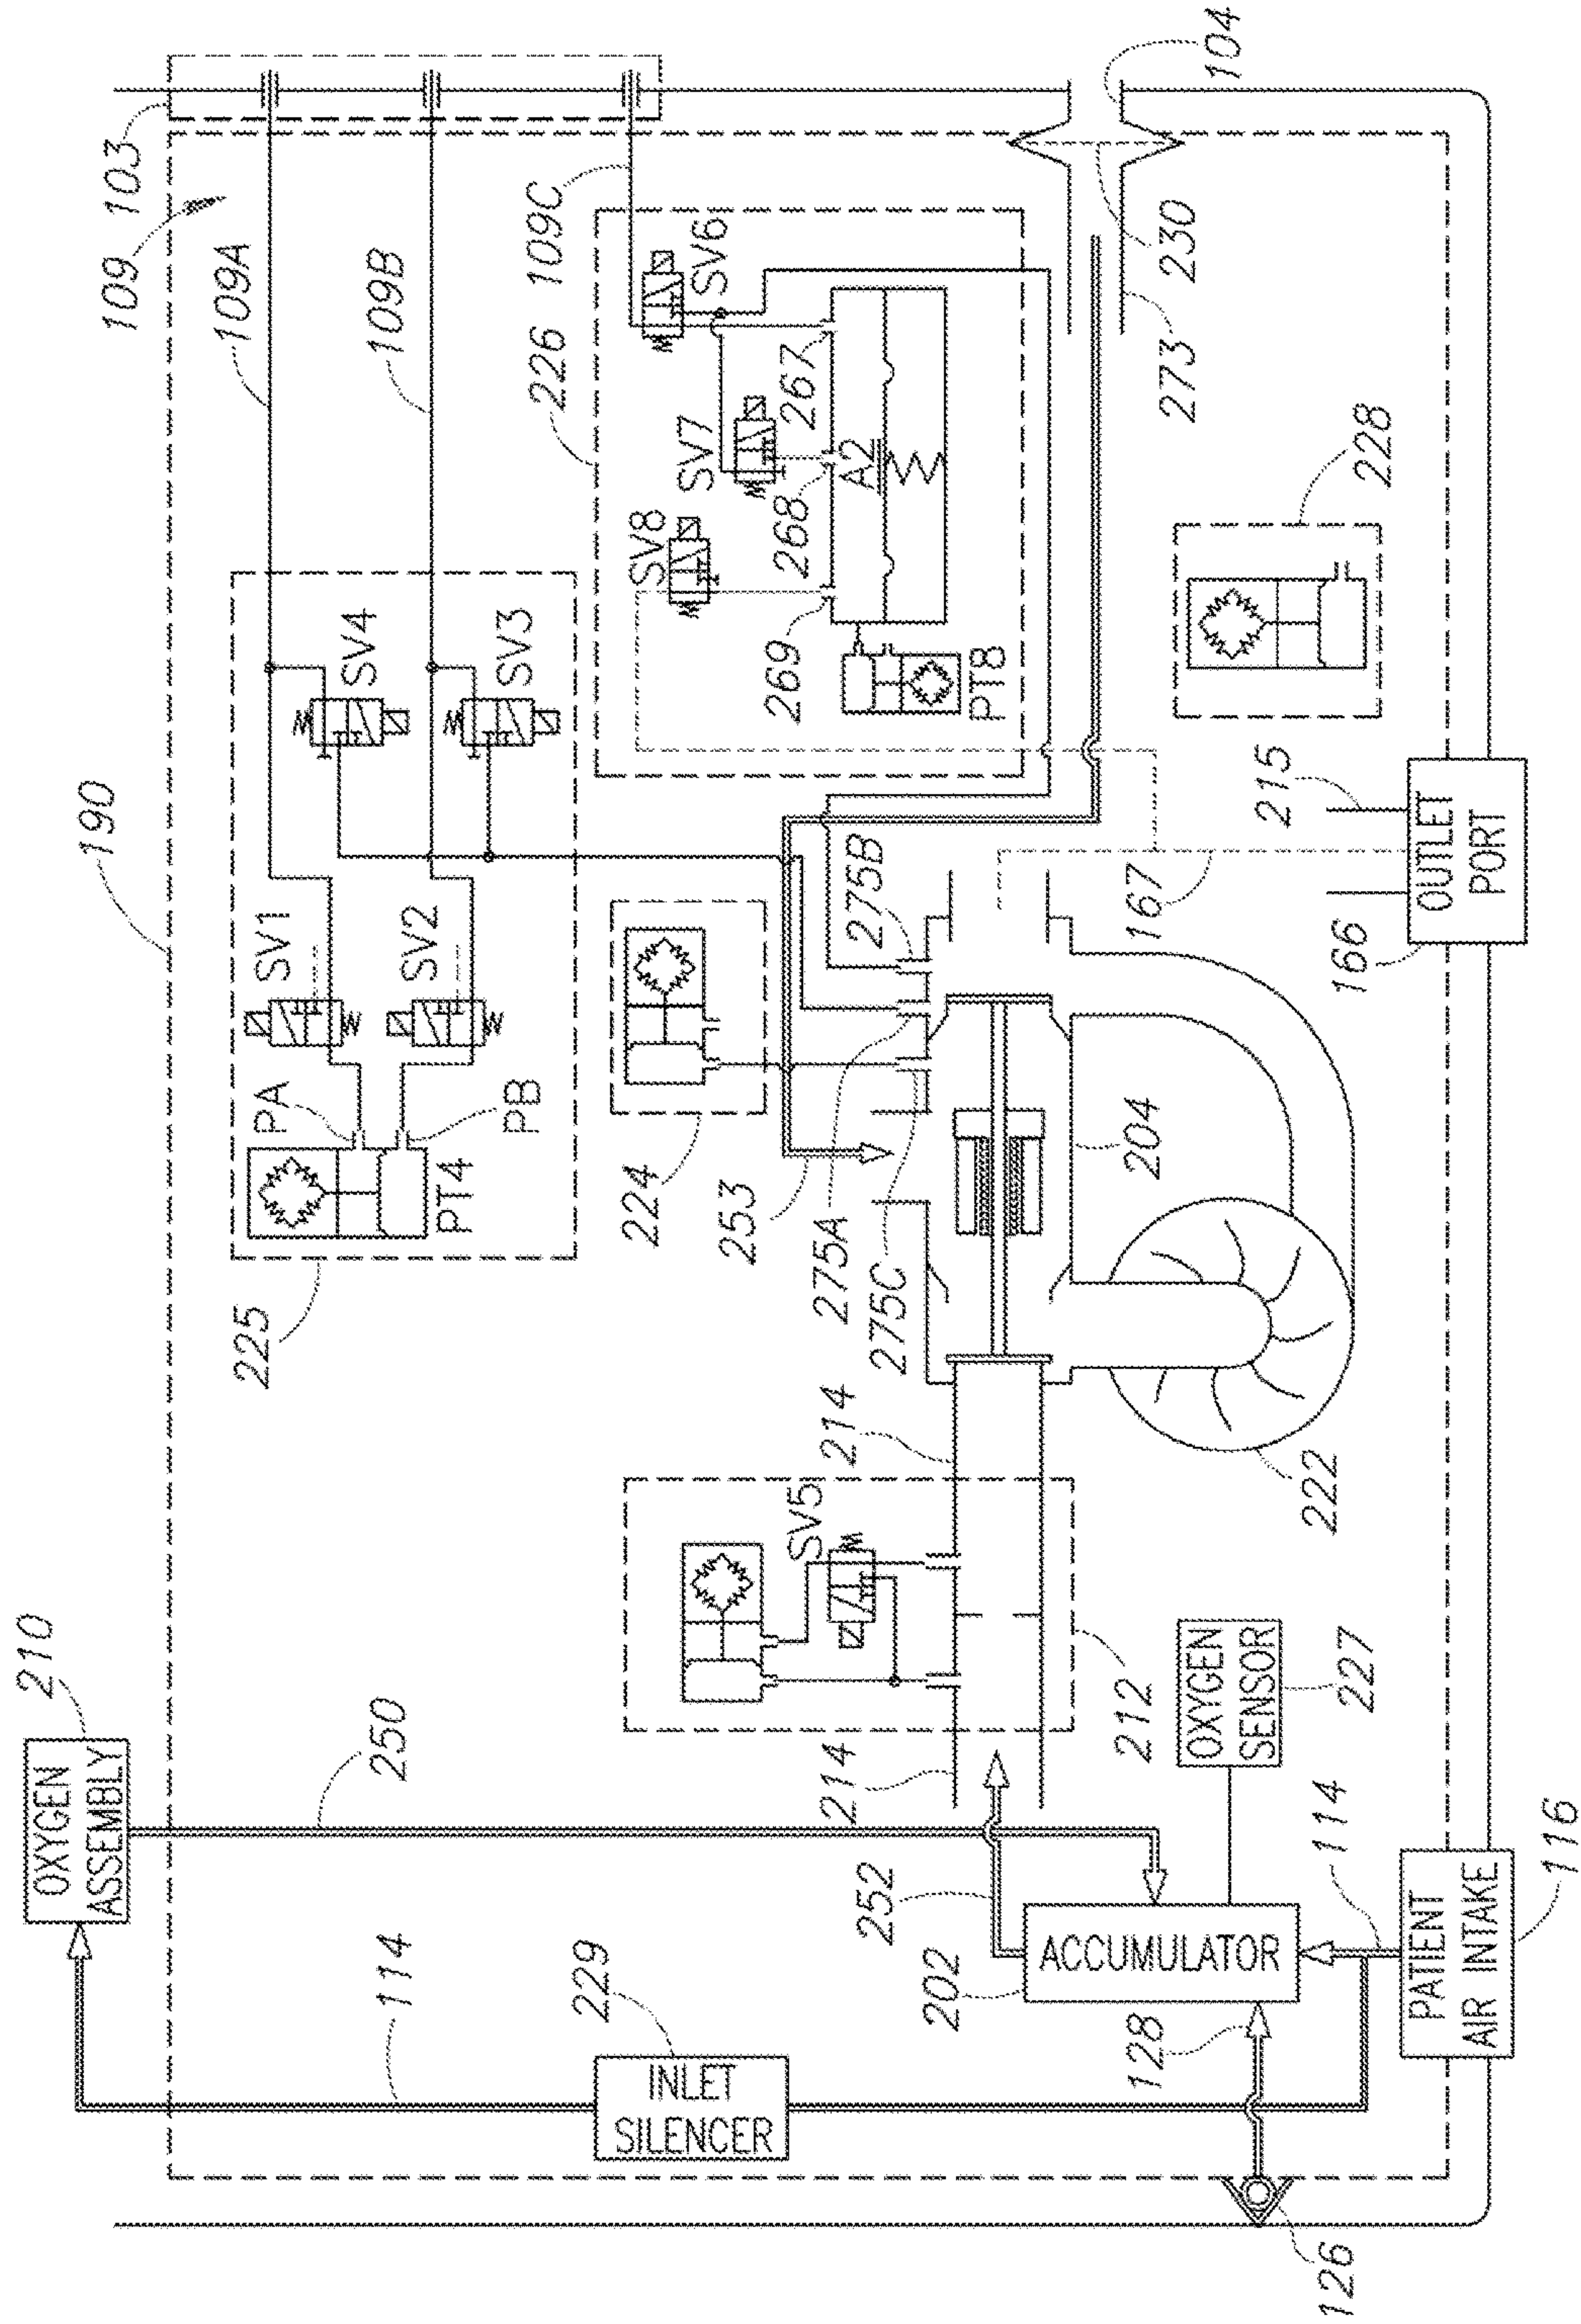 210
OXYGEN
ASSEMBLY
190
109
103
225
PA
SV1
109A
114
250
PT4
PB
SV2
SV4
109B
SV3
109C
226
229
INLET
SILENCER
224
SV8
SV7
SV6
253
269
268
267
SV5
A2
214
214
275A
275C
275B
PT8
202
252
ACCUMULATOR
128
212
204
167
273
230
104
OXYGEN
SENSOR
227
222
215
228
126
114
166
PATIENT
AIR INTAKE
116
OUTLET
PORT